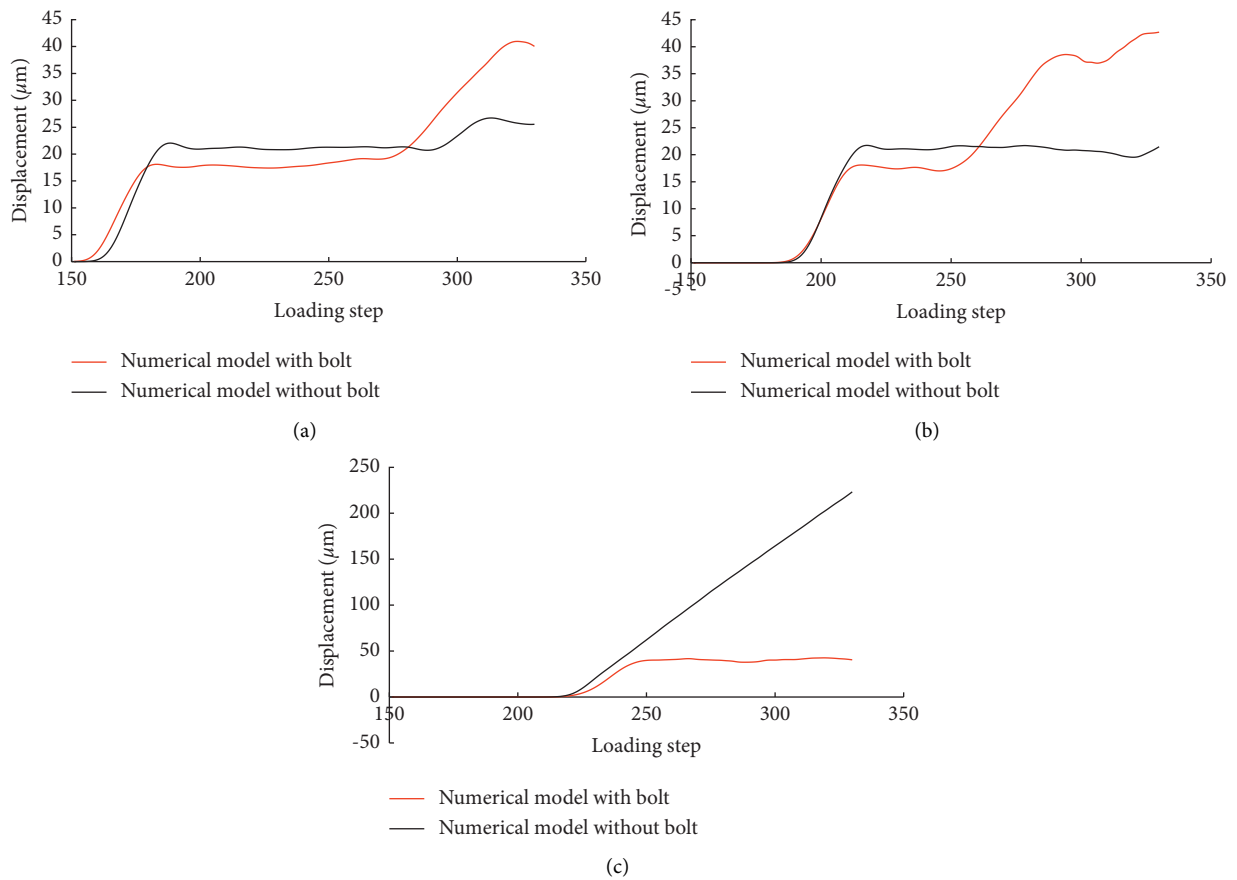 45
40
35
30
25
20
15
10
5
0
Displacement (μm)
150
200
250
300
350
Loading step
Numerical model with bolt
Numerical model without bolt
(a)
45
40
35
30
25
20
15
10
5
0
-5
Displacement (μm)
150
200
250
300
350
Loading step
Numerical model with bolt
Numerical model without bolt
(b)
250
200
150
100
50
0
-50
Displacement (μm)
150
200
250
300
350
Loading step
Numerical model with bolt
Numerical model without bolt
(c)